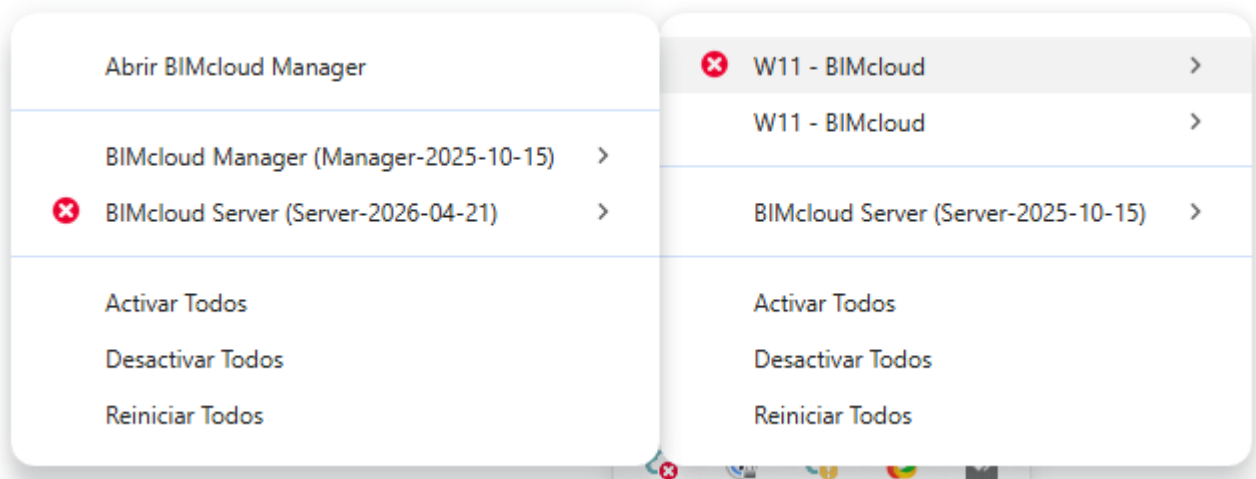 Abrir BIMcloud Manager
BIMcloud Manager (Manager-2025-10-15)
BIMcloud Server (Server-2026-04-21)
Activar Todos
Desactivar Todos
Reiniciar Todos
W11 - BIMcloud
W11 - BIMcloud
BIMcloud Server (Server-2025-10-15)
Activar Todos
Desactivar Todos
Reiniciar Todos